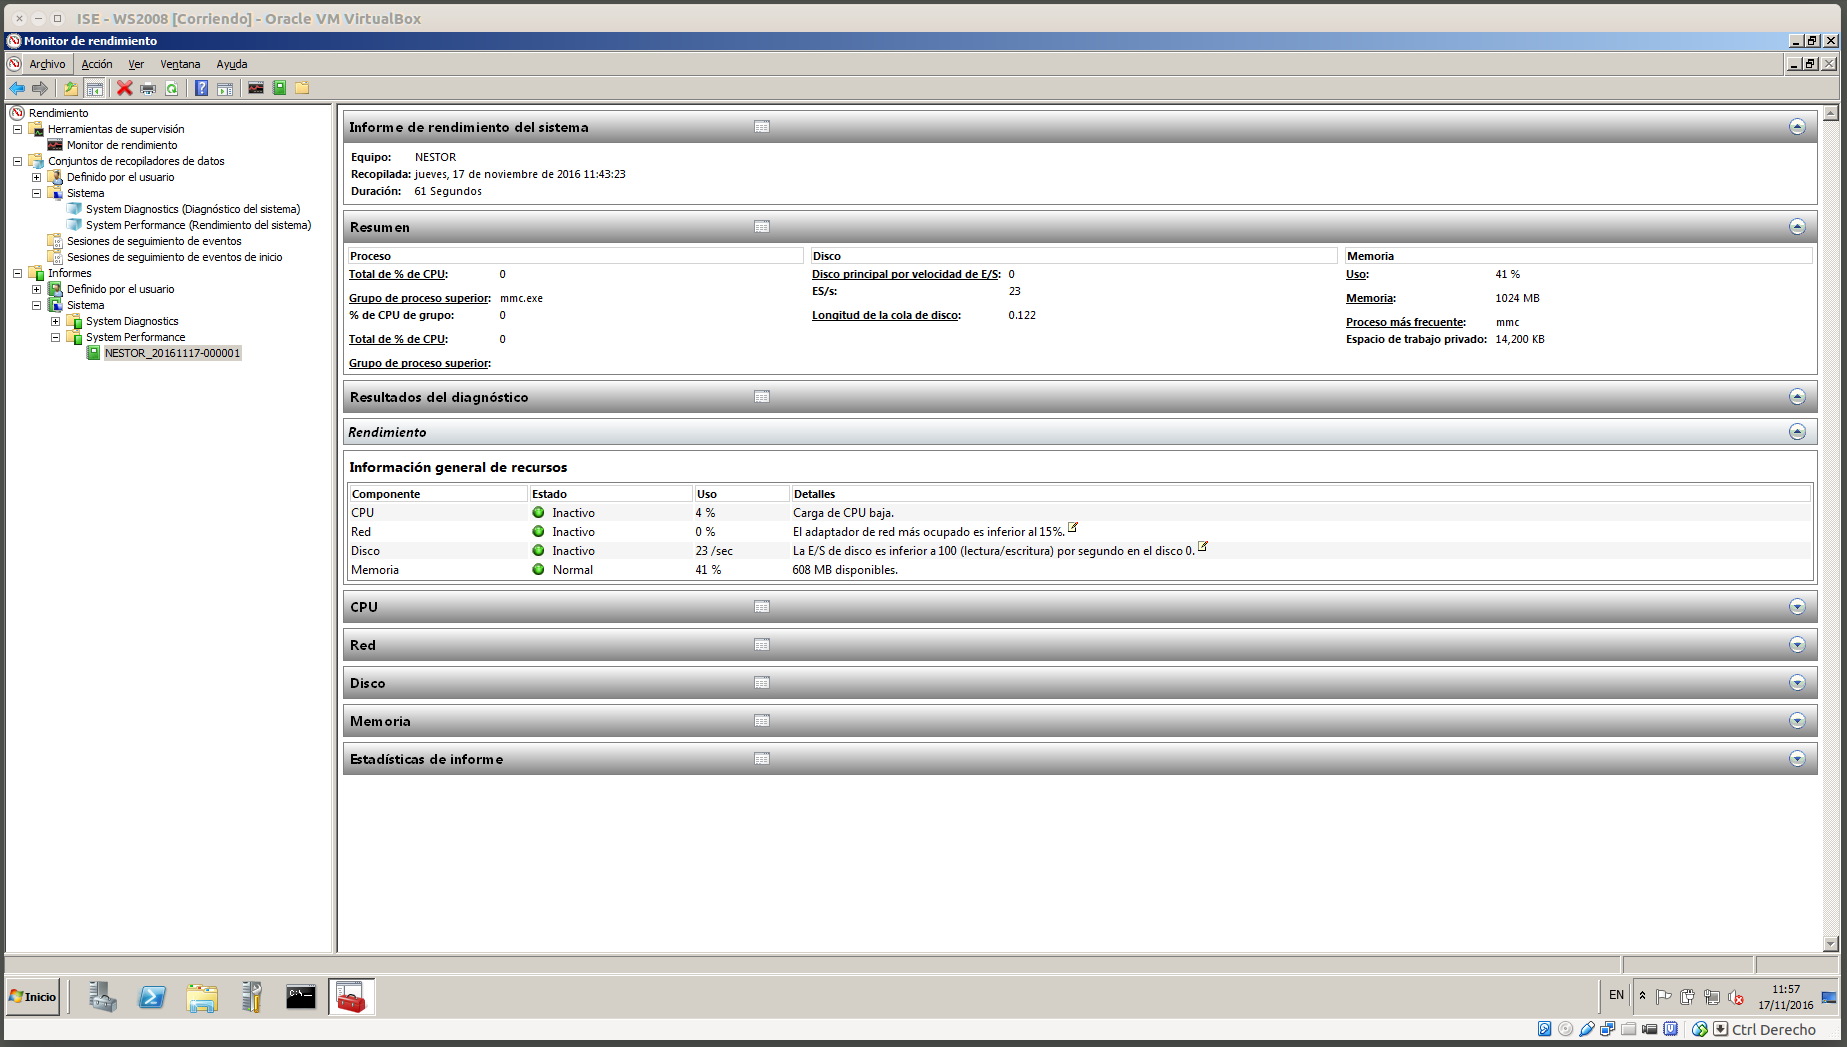 ISE - WS2008 [Corriendo] - Oracle VM VirtualBox
Monitor de rendimiento
Archivo Acción Ver Ventana Ayuda
Rendimiento
Herramientas de supervisión
Monitor de rendimiento
Conjuntos de recopiladores de datos
Definido por el usuario
Sistema
System Diagnostics (Diagnóstico del sistema)
System Performance (Rendimiento del sistema)
Sesiones de seguimiento de eventos
Sesiones de seguimiento de eventos de inicio
Informes
Definido por el usuario
Sistema
System Diagnostics
System Performance
NESTOR_20161117-000001
Informe de rendimiento del sistema
Equipo: NESTOR
Recopilada: jueves, 17 de noviembre de 2016 11:43:23
Duración: 61 Segundos
Resumen
Proceso
Total de % de CPU: 0
Grupo de proceso superior: mmc.exe
% de CPU de grupo: 0
Total de % de CPU: 0
Grupo de proceso superior:
Disco
Disco principal por velocidad de E/S: 0
ES/s: 23
Longitud de la cola de disco: 0.122
Memoria
Uso: 41 %
Memoria: 1024 MB
Proceso más frecuente: mmc
Espacio de trabajo privado: 14,200 KB
Resultados del diagnóstico
Rendimiento
Información general de recursos
Componente Estado Uso Detalles
CPU Inactivo 4 % Carga de CPU baja.
Red Inactivo 0 % El adaptador de red más ocupado es inferior al 15%.
Disco Inactivo 23 /sec La E/S de disco es inferior a 100 (lectura/escritura) por segundo en el disco 0.
Memoria Normal 41 % 608 MB disponibles.
CPU
Red
Disco
Memoria
Estadísticas de informe
Inicio
C:\_
EN
11:57
17/11/2016
Ctrl Derecho